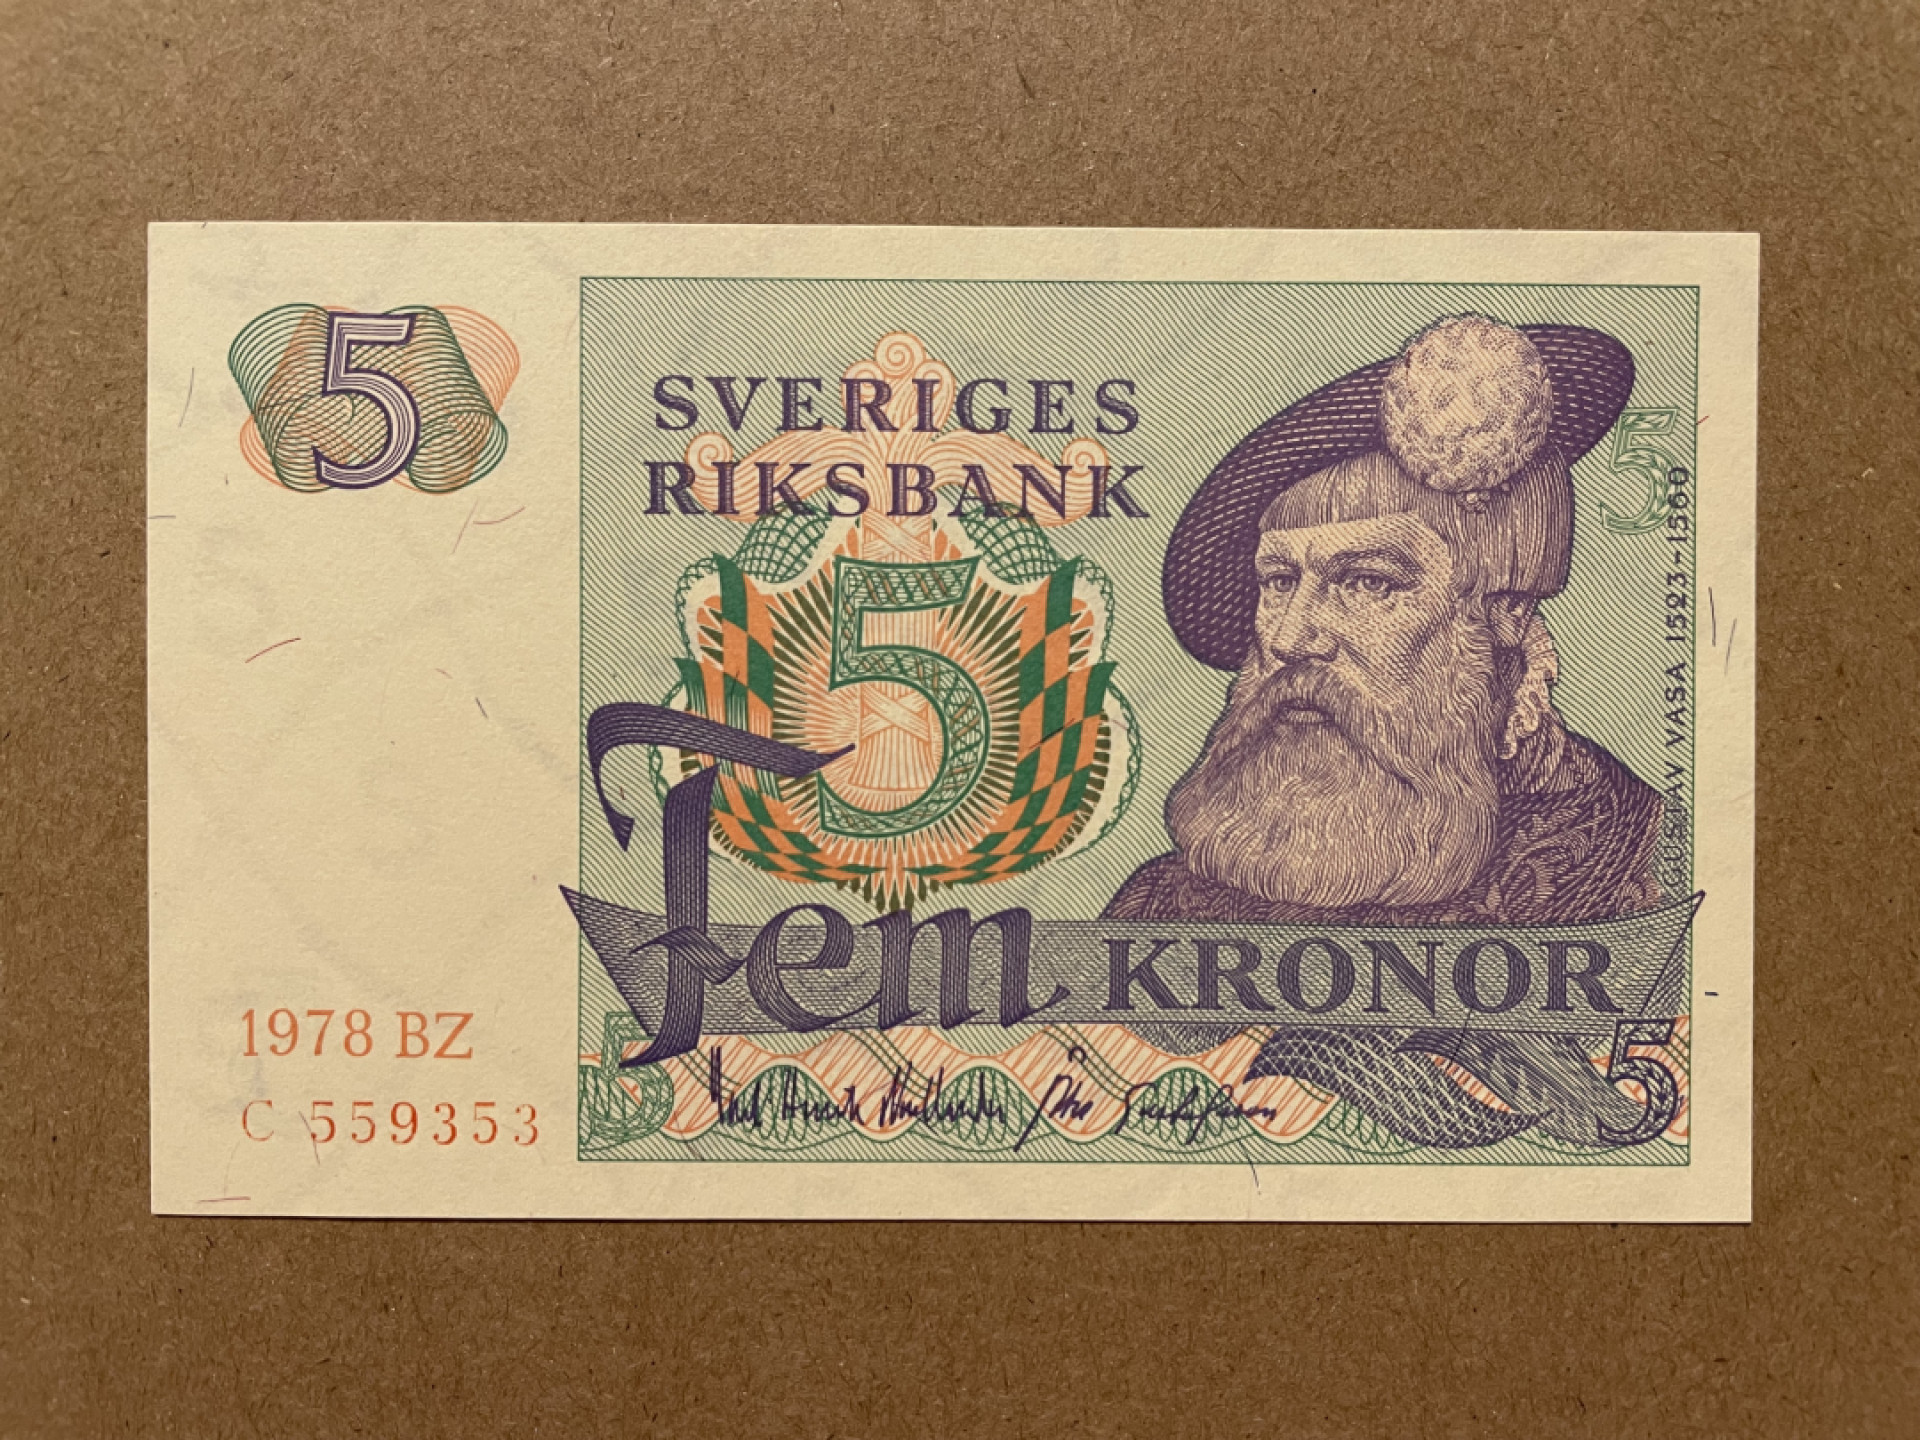 5
SVERIGES
RIKSBANK
5
5
GUSTAV VASA 1523-1560
Fem KRONOR
1978 BZ
C 559353
5
5